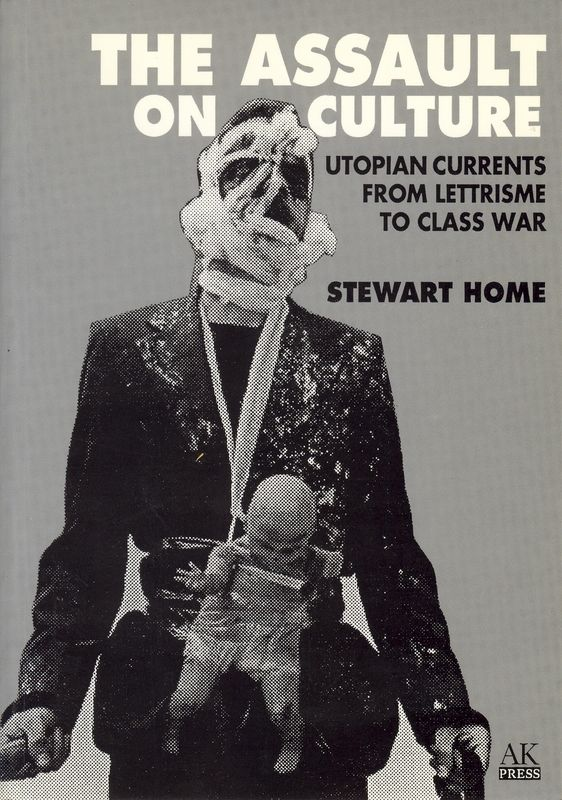 THE ASSAULT
ON CULTURE
UTOPIAN CURRENTS
FROM LETTRISME
TO CLASS WAR
STEWART HOME
AK
PRESS